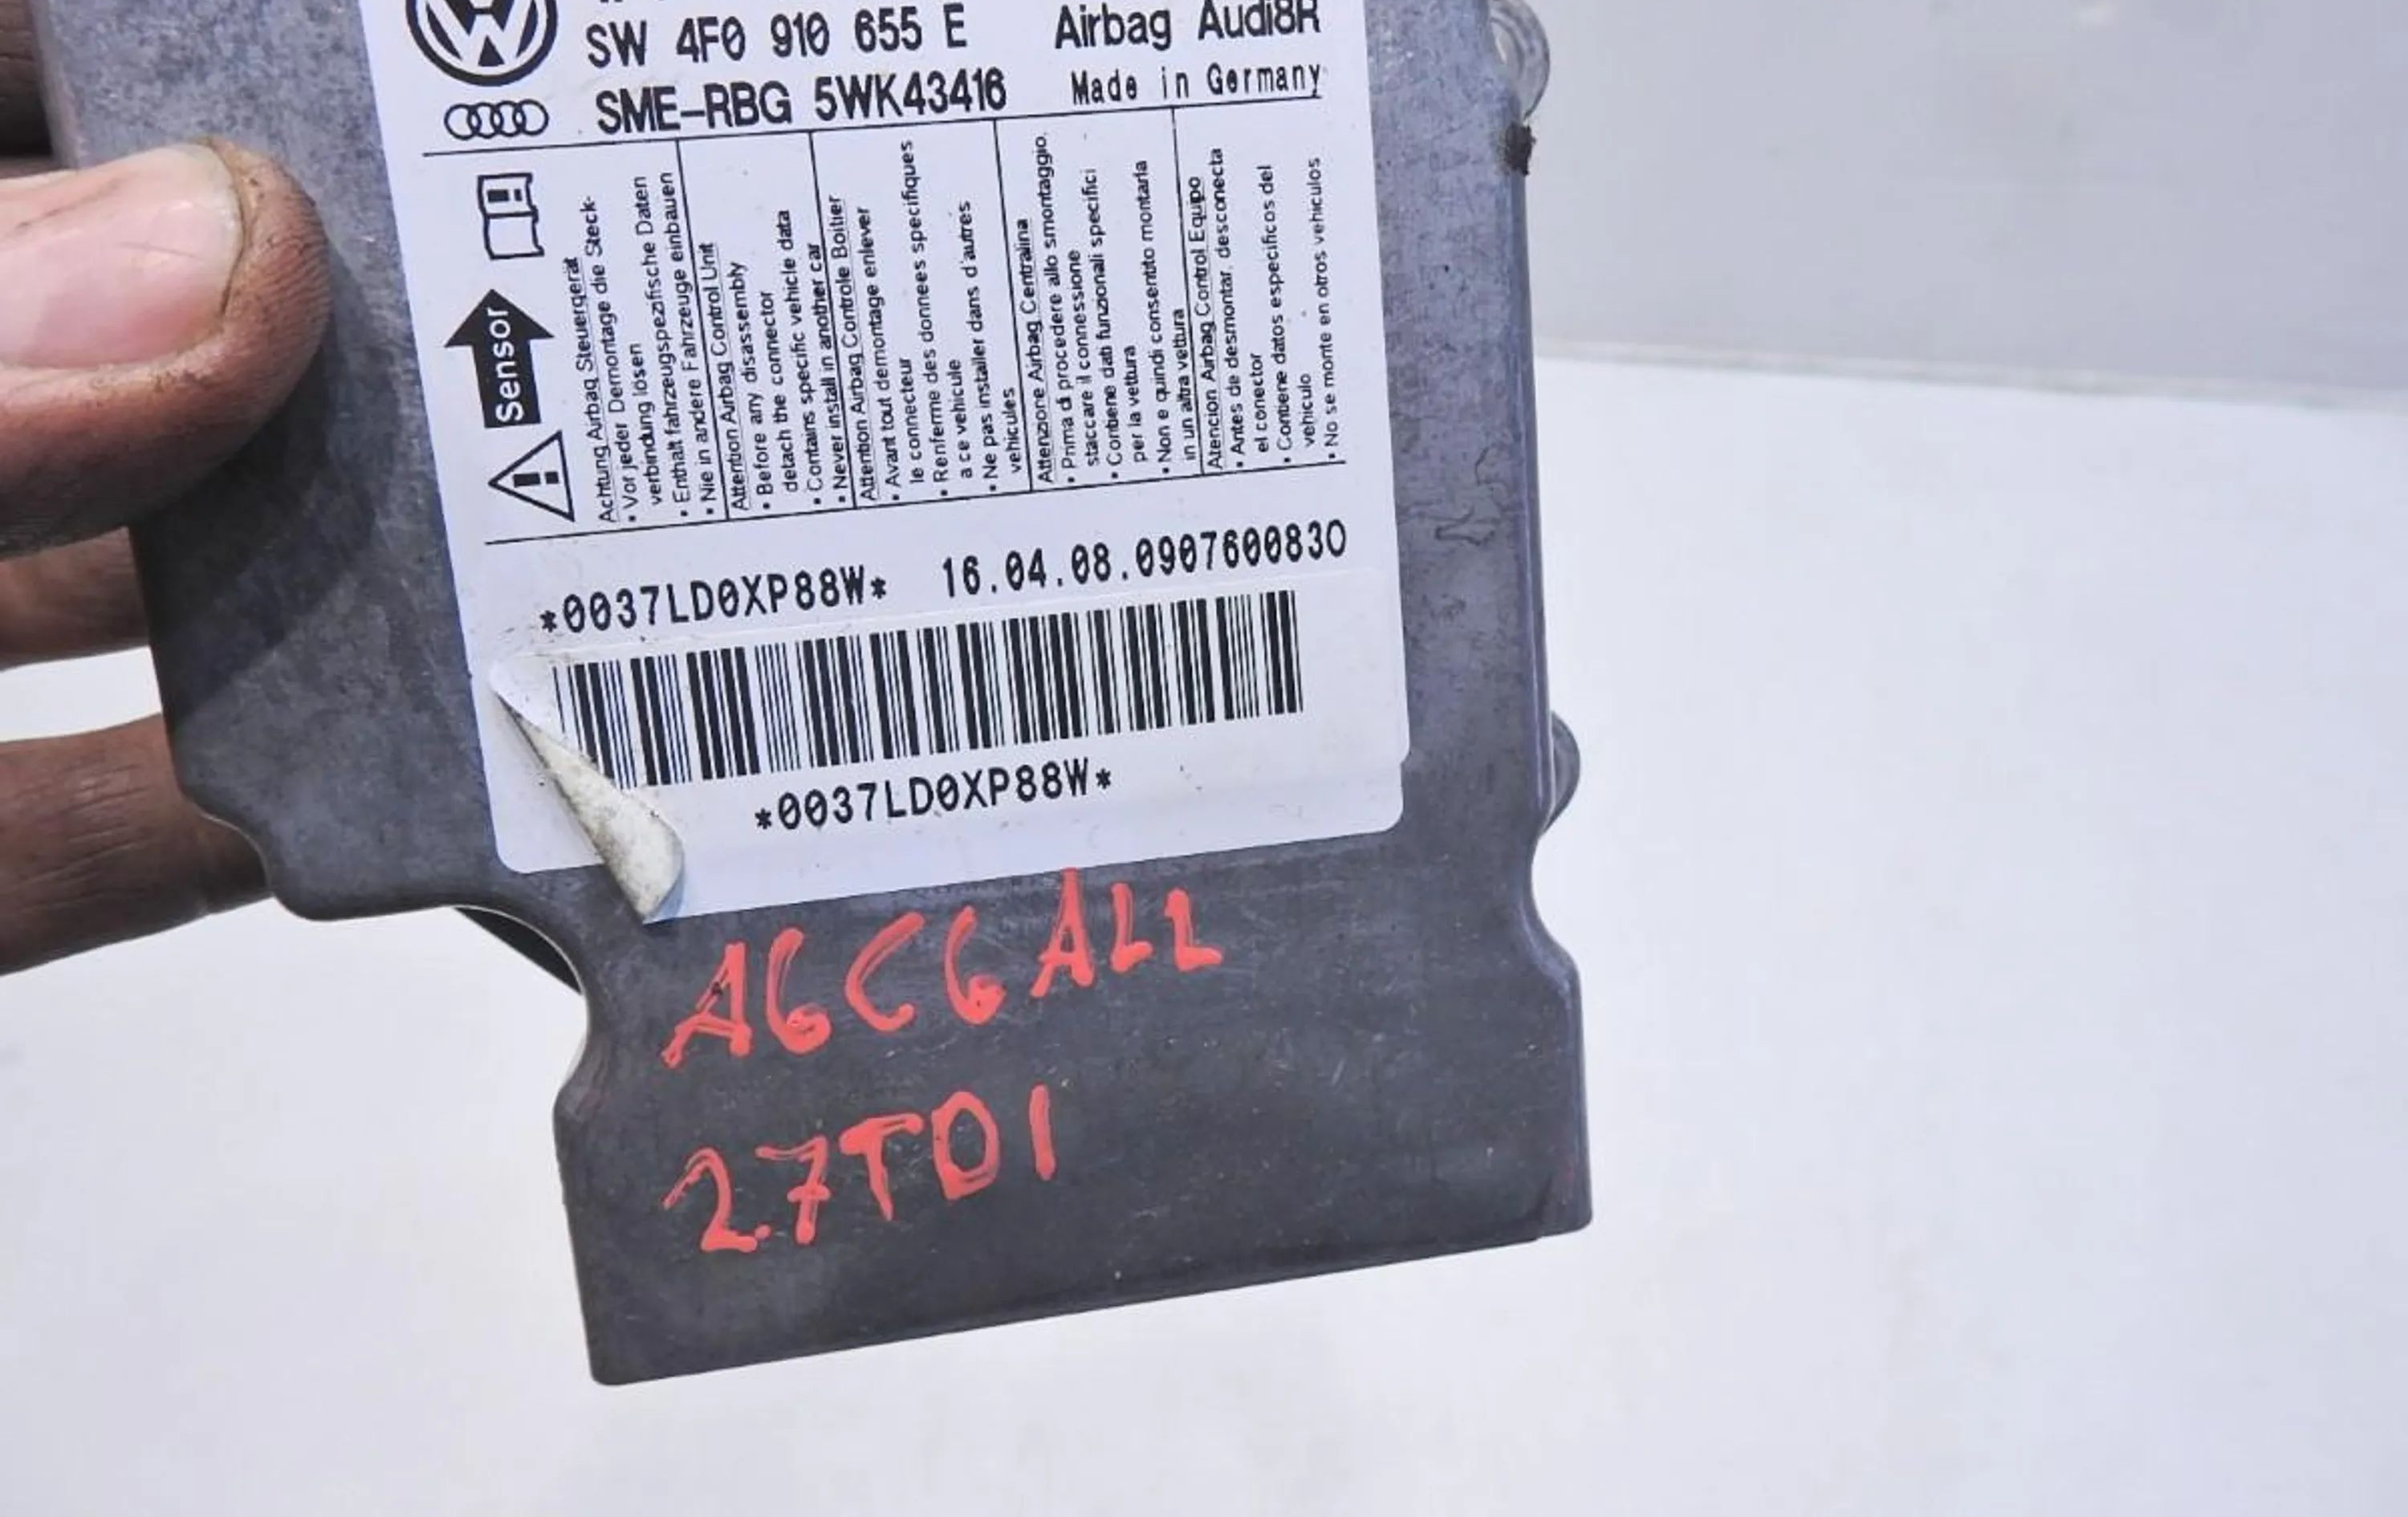 SW 4F0 910 655 E Airbag Audi8R
SME-RBG 5WK43416 Made in Germany
Sensor
Achtung Airbag Steuergerät
• Vor jeder Demontage die Steck-
verbindung lösen
• Enthält fahrzeugspezifische Daten
• Nie in andere Fahrzeuge einbauen
Attention Airbag Control Unit
• Before any disassembly
detach the connector
• Contains specific vehicle data
• Never install in another car
Attention Airbag Controle Boitier
• Avant tout demontage enlever
le connecteur
• Renferme des donnees specifiques
a ce vehicule
• Ne pas installer dans d'autres
vehicules
Attenzione Airbag Centralina
• Prima di procedere allo smontaggio,
staccare il connessione
• Contiene dati funzionali specifici
per la vettura
• Non e quindi consentito montarla
in un altra vettura
Atencion Airbag Control Equipo
• Antes de desmontar, desconecta
el conector
• Contiene datos especificos del
vehiculo
• No se monte en otros vehiculos
*0037LD0XP88W* 16.04.08.0907600830
*0037LD0XP88W*
A6C6ALL
2.7TDI